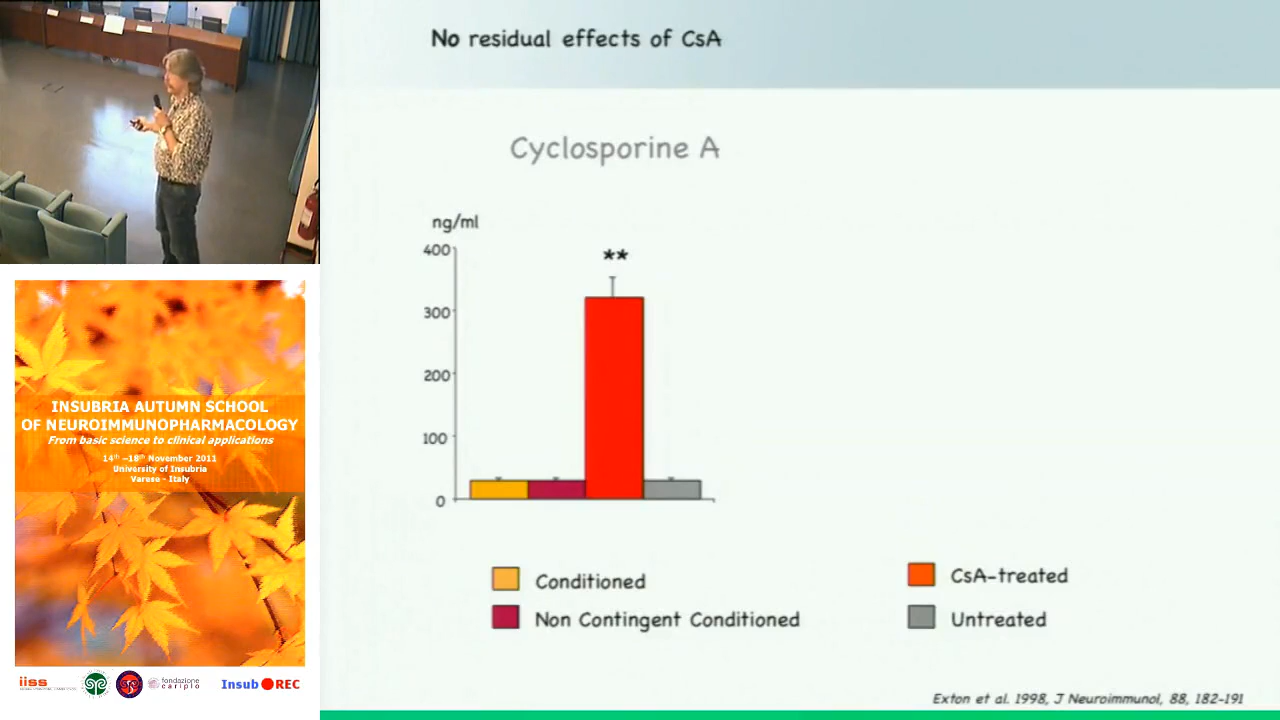 No residual effects of CsA
Cyclosporine A
ng/ml
400
**
300
200
100
0
Conditioned
Non Contingent Conditioned
CsA-treated
Untreated
Exton et al. 1998, J Neuroimmunol, 88, 182-191
INSUBRIA AUTUMN SCHOOL
OF NEUROIMMUNOPHARMACOLOGY
From basic science to clinical applications
14th –18th November 2011
University of Insubria
Varese - Italy
iiss
fondazione
cariplo
Insub REC